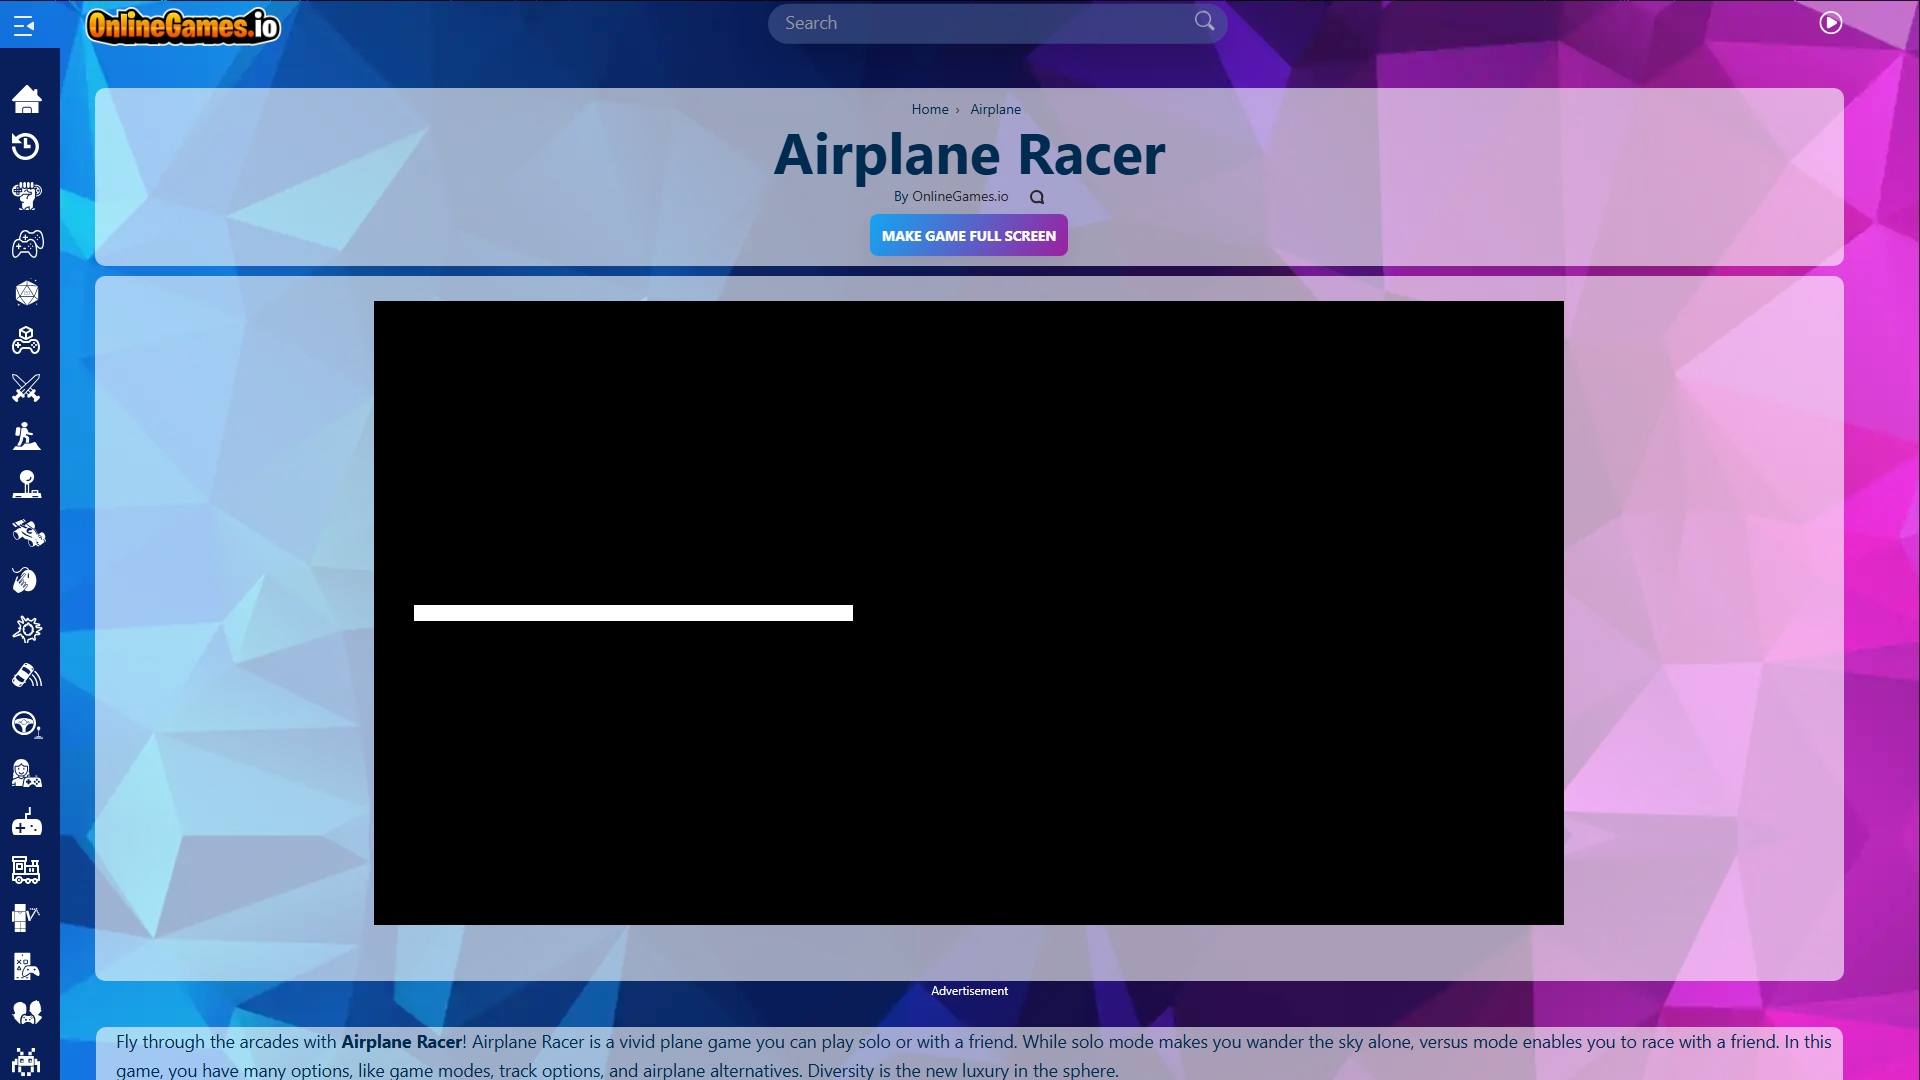 OnlineGames.io
Search
Home › Airplane
Airplane Racer
By OnlineGames.io
MAKE GAME FULL SCREEN
Advertisement
Fly through the arcades with Airplane Racer! Airplane Racer is a vivid plane game you can play solo or with a friend. While solo mode makes you wander the sky alone, versus mode enables you to race with a friend. In this
game, you have many options, like game modes, track options, and airplane alternatives. Diversity is the new luxury in the sphere.